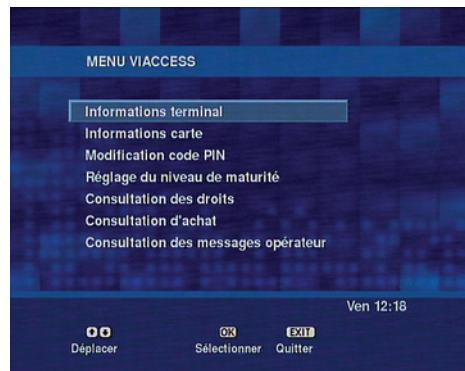 MENU VIACCESS
Informations terminal
Informations carte
Modification code PIN
Réglage du niveau de maturité
Consultation des droits
Consultation d'achat
Consultation des messages opérateur
Ven 12:18
OK EXIT
Déplacer Sélectionner Quitter